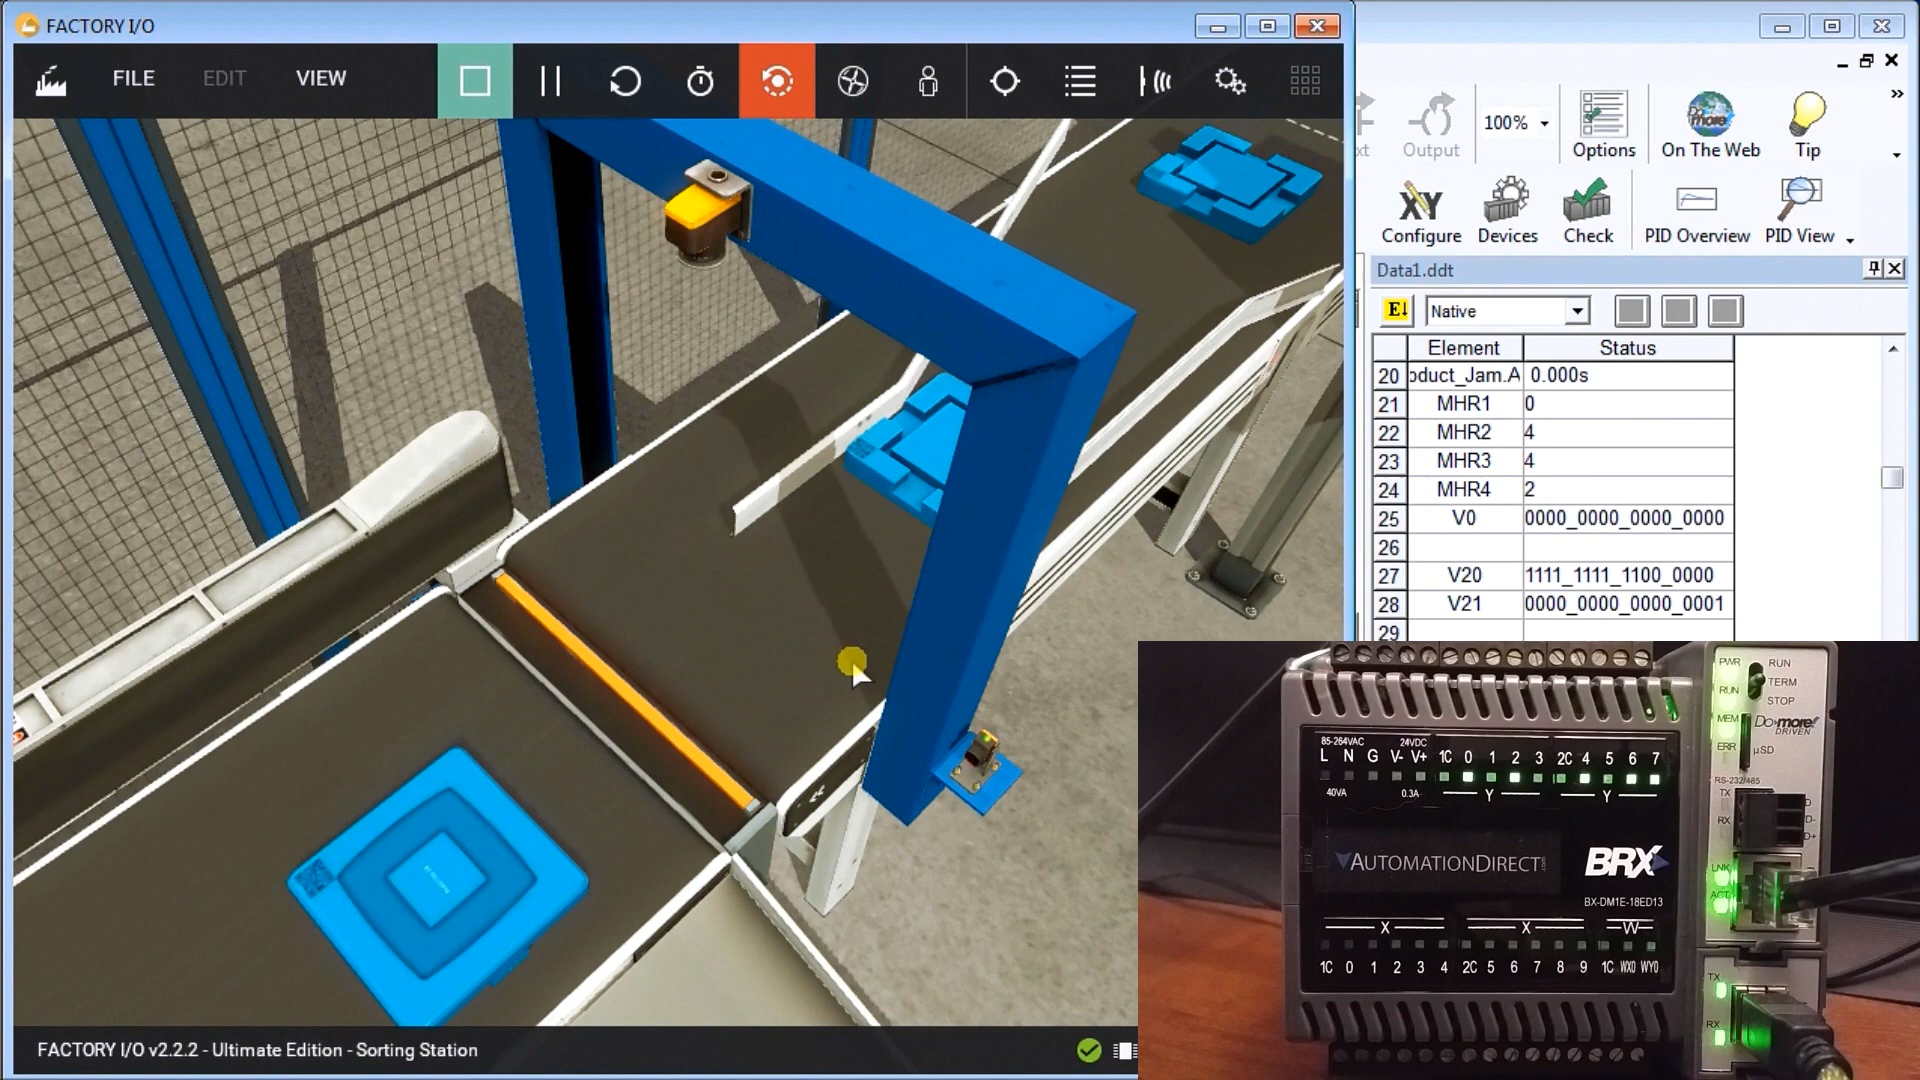 FACTORY I/O
FILE
EDIT
VIEW
Output
100%
Options
On The Web
Tip
XY
Configure
Devices
Check
PID Overview
PID View
Data1.ddt
Native
Element Status
20 oduct_Jam.A 0.000s
21 MHR1 0
22 MHR2 4
23 MHR3 4
24 MHR4 2
25 V0 0000_0000_0000_0000
26
27 V20 1111_1111_1100_0000
28 V21 0000_0000_0000_0001
29
FACTORY I/O v2.2.2 - Ultimate Edition - Sorting Station
85-264VAC 24VDC
L N G V- V+ 1C 0 1 2 3 2C 4 5 6 7
40VA 0.3A Y Y
AUTOMATIONDIRECT
BRX
BX-DM1E-18ED13
X X W
1C 0 1 2 3 4 2C 5 6 7 8 9 1C WX0 WY0
PWR
RUN
MEM
ERR
RUN
TERM
STOP
Do-more!
DRIVEN
µSD
RS-232/485
TX
RX
D-
D+
LNK
ACT
TX
RX